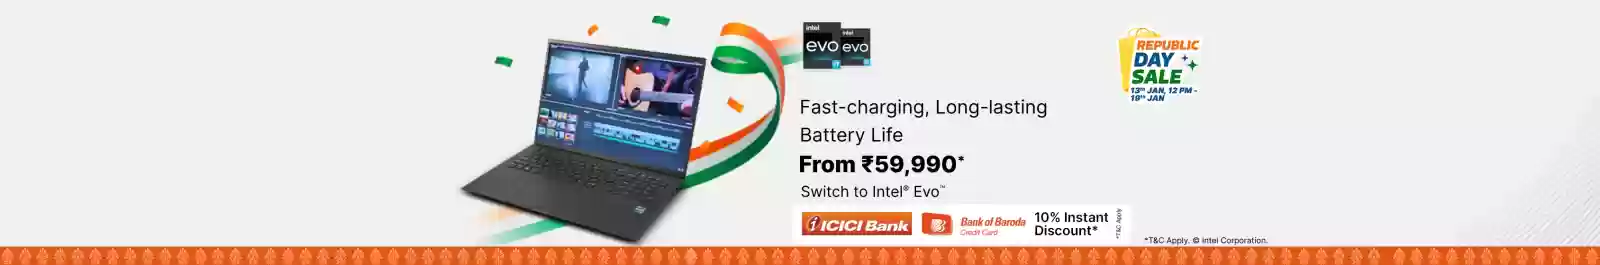 intel
evo
i7
intel
evo
Fast-charging, Long-lasting
Battery Life
From ₹59,990*
Switch to Intel® Evo™
ICICI Bank
Bank of Baroda
Credit Card
10% Instant
Discount*
*T&C Apply
REPUBLIC
DAY
SALE
13TH JAN, 12 PM -
19TH JAN
*T&C Apply. © Intel Corporation.